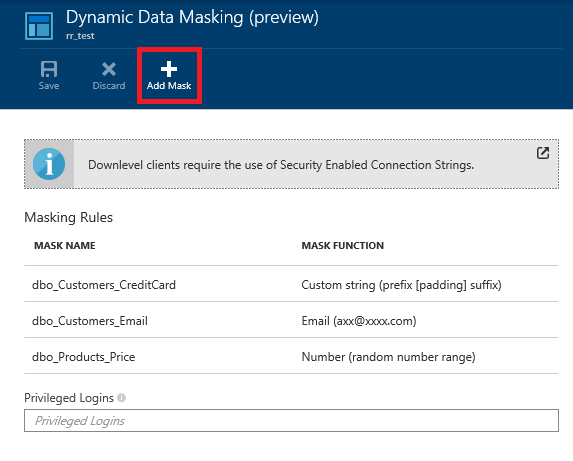 Dynamic Data Masking (preview)
rr_test
Save Discard Add Mask
Downlevel clients require the use of Security Enabled Connection Strings.
Masking Rules
MASK NAME MASK FUNCTION
dbo_Customers_CreditCard Custom string (prefix [padding] suffix)
dbo_Customers_Email Email (axx@xxxx.com)
dbo_Products_Price Number (random number range)
Privileged Logins
Privileged Logins